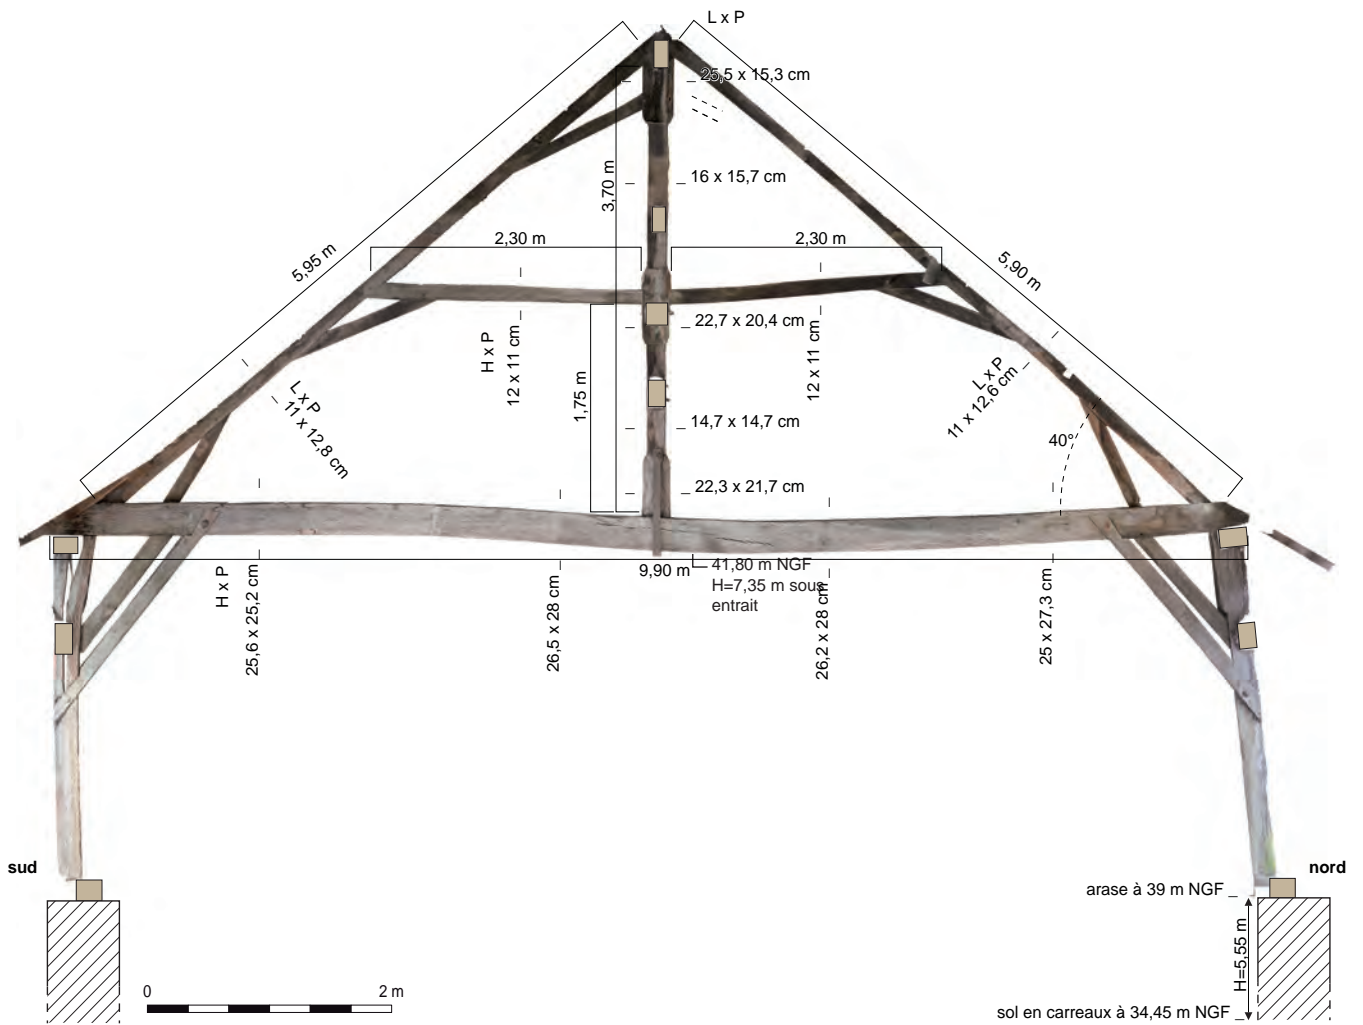 L x P
25,5 x 15,3 cm
3,70 m
16 x 15,7 cm
5,95 m
2,30 m
2,30 m
5,90 m
22,7 x 20,4 cm
H x P
12 x 11 cm
12 x 11 cm
1,75 m
L x P
11 x 12,8 cm
L x P
11 x 12,6 cm
14,7 x 14,7 cm
40°
22,3 x 21,7 cm
9,90 m
41,80 m NGF
H=7,35 m sous
entrait
H x P
25,6 x 25,2 cm
26,5 x 28 cm
26,2 x 28 cm
25 x 27,3 cm
sud
nord
arase à 39 m NGF
H=5,55 m
0 2 m
sol en carreaux à 34,45 m NGF